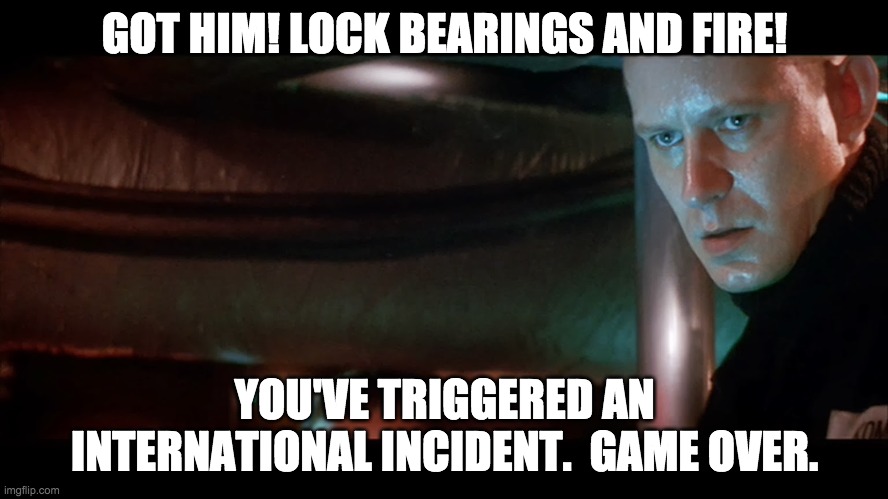 GOT HIM! LOCK BEARINGS AND FIRE!
YOU'VE TRIGGERED AN
INTERNATIONAL INCIDENT.  GAME OVER.
imgflip.com